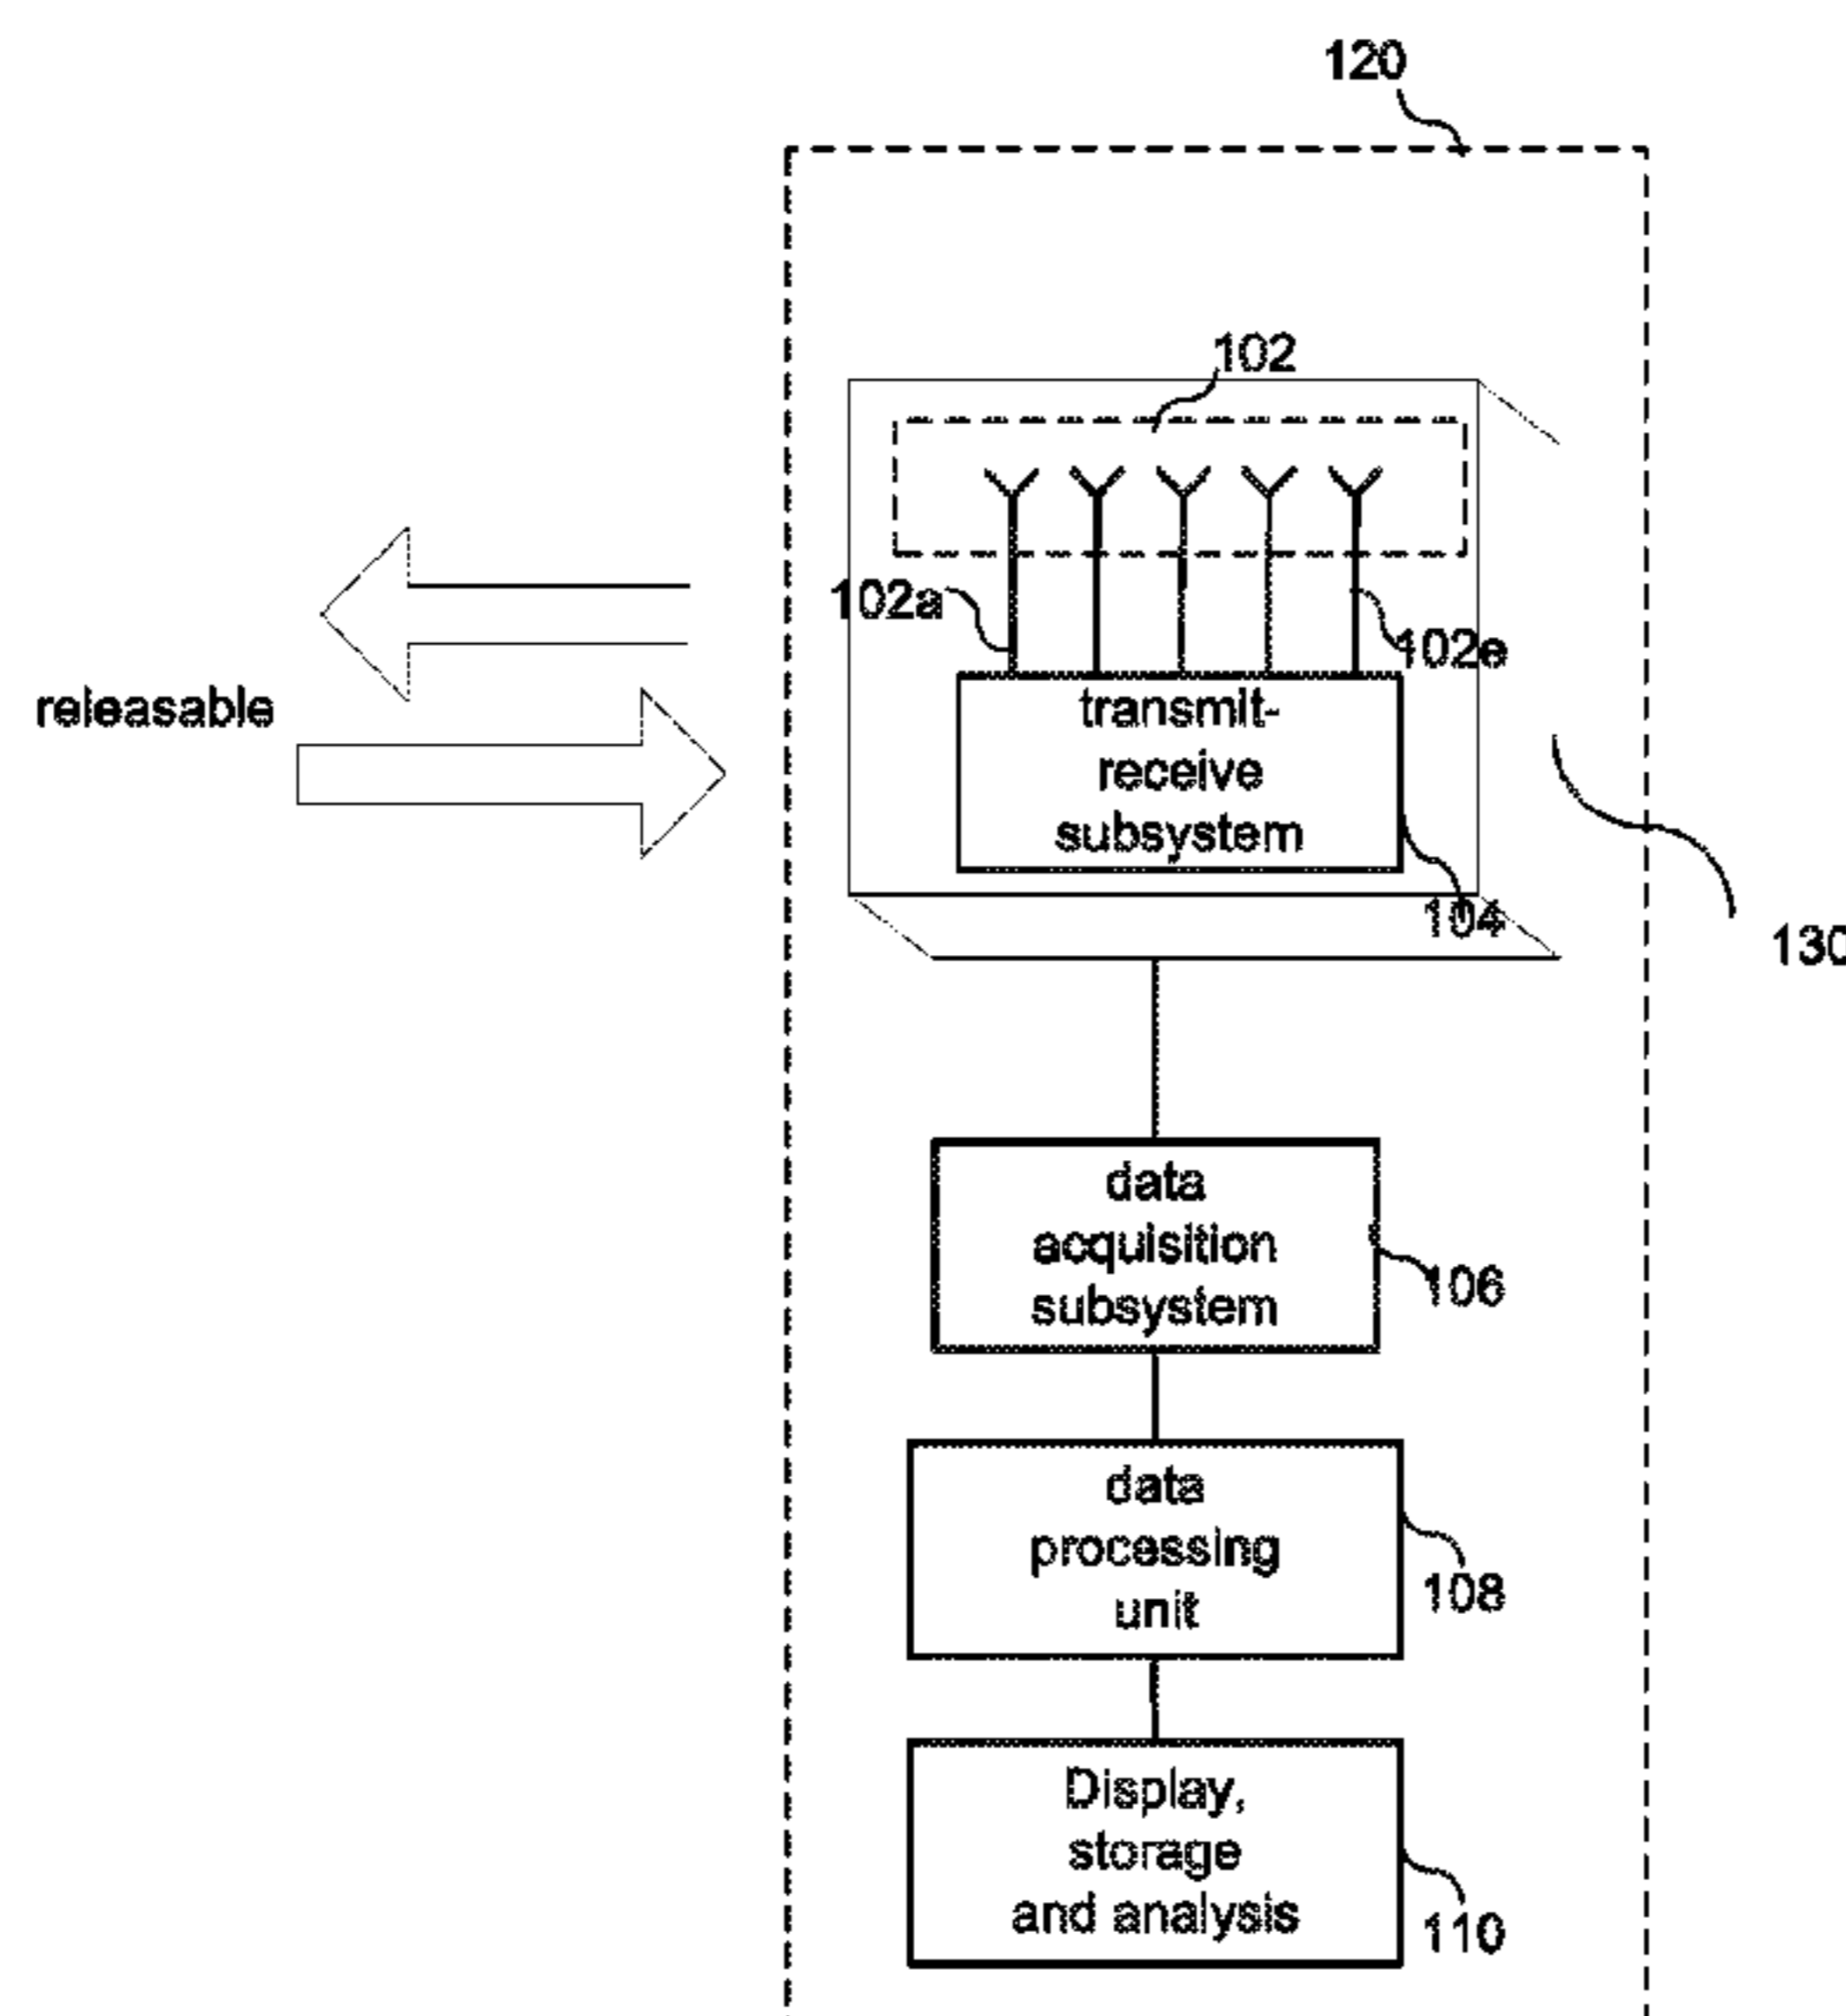 120
102
102a
102e
releasable
transmit-
receive
subsystem
104
130
data
acquisition
subsystem
106
data
processing
unit
108
Display,
storage
and analysis
110